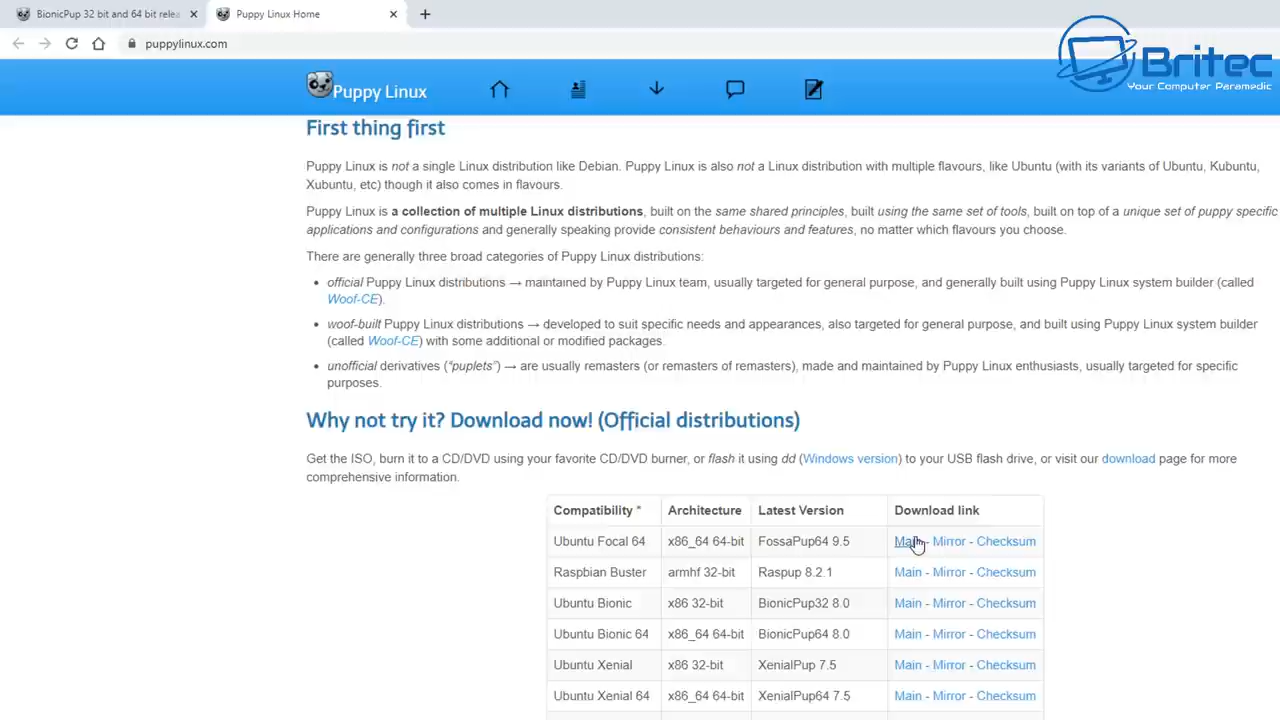 BionicPup 32 bit and 64 bit relea
Puppy Linux Home
puppylinux.com
Britec
Your Computer Paramedic
Puppy Linux
First thing first
Puppy Linux is not a single Linux distribution like Debian. Puppy Linux is also not a Linux distribution with multiple flavours, like Ubuntu (with its variants of Ubuntu, Kubuntu,
Xubuntu, etc) though it also comes in flavours.
Puppy Linux is a collection of multiple Linux distributions, built on the same shared principles, built using the same set of tools, built on top of a unique set of puppy specific
applications and configurations and generally speaking provide consistent behaviours and features, no matter which flavours you choose.
There are generally three broad categories of Puppy Linux distributions:
• official Puppy Linux distributions → maintained by Puppy Linux team, usually targeted for general purpose, and generally built using Puppy Linux system builder (called
Woof-CE).
• woof-built Puppy Linux distributions → developed to suit specific needs and appearances, also targeted for general purpose, and built using Puppy Linux system builder
(called Woof-CE) with some additional or modified packages.
• unofficial derivatives (“puplets”) → are usually remasters (or remasters of remasters), made and maintained by Puppy Linux enthusiasts, usually targeted for specific
purposes.
Why not try it? Download now! (Official distributions)
Get the ISO, burn it to a CD/DVD using your favorite CD/DVD burner, or flash it using dd (Windows version) to your USB flash drive, or visit our download page for more
comprehensive information.
Compatibility * Architecture Latest Version Download link
Ubuntu Focal 64 x86_64 64-bit FossaPup64 9.5 Main - Mirror - Checksum
Raspbian Buster armhf 32-bit Raspup 8.2.1 Main - Mirror - Checksum
Ubuntu Bionic x86 32-bit BionicPup32 8.0 Main - Mirror - Checksum
Ubuntu Bionic 64 x86_64 64-bit BionicPup64 8.0 Main - Mirror - Checksum
Ubuntu Xenial x86 32-bit XenialPup 7.5 Main - Mirror - Checksum
Ubuntu Xenial 64 x86_64 64-bit XenialPup64 7.5 Main - Mirror - Checksum